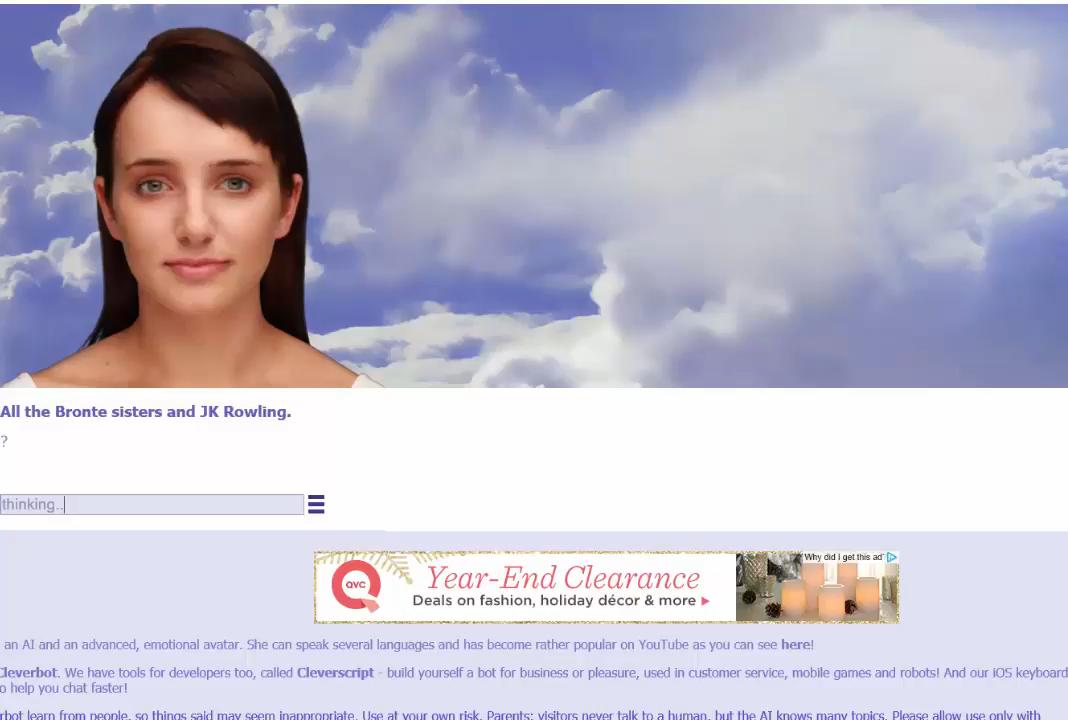 All the Bronte sisters and JK Rowling.
?
thinking..
Why did I get this ad?
QVC
Year-End Clearance
Deals on fashion, holiday décor & more
an AI and an advanced, emotional avatar. She can speak several languages and has become rather popular on YouTube as you can see here!
Cleverbot. We have tools for developers too, called Cleverscript - build yourself a bot for business or pleasure, used in customer service, mobile games and robots! And our iOS keyboard
to help you chat faster!
learn from people, so things said may seem inappropriate. Use at your own risk. Parents: visitors never talk to a human, but the AI knows many topics. Please allow use only with